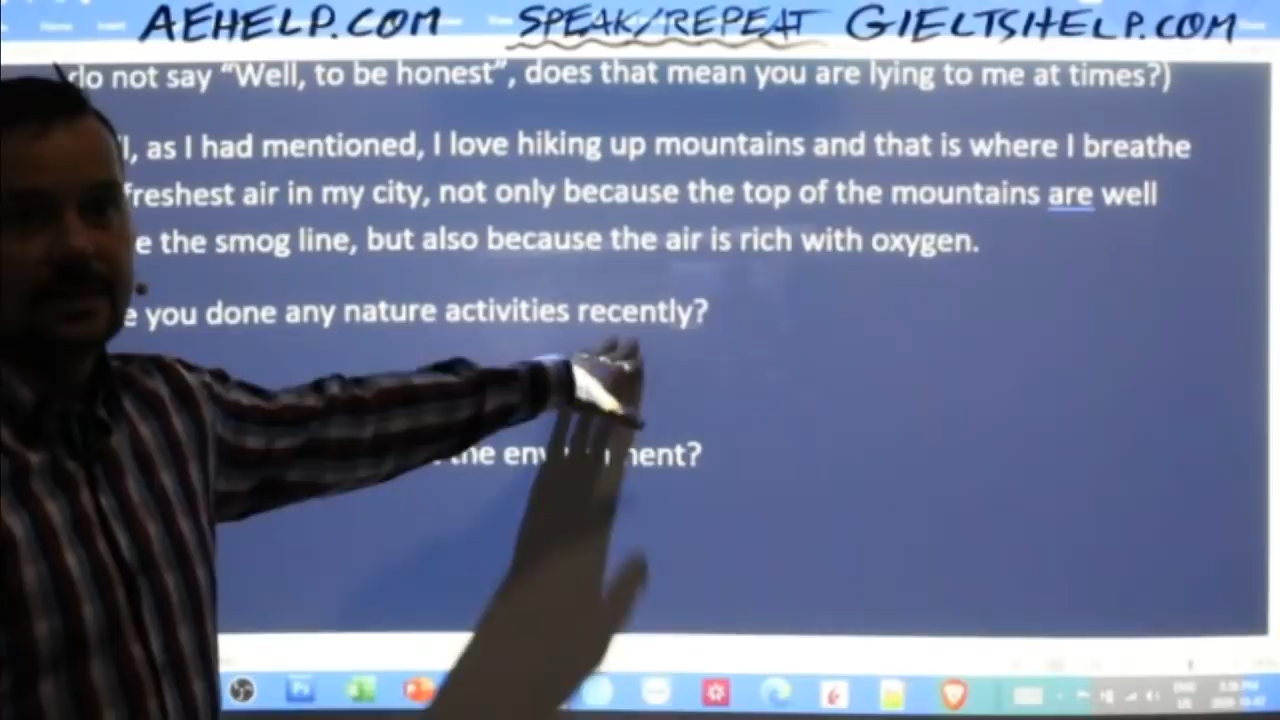 AEHELP.COM SPEAK/REPEAT GIELTSHELP.COM
do not say "Well, to be honest", does that mean you are lying to me at times?)
, as I had mentioned, I love hiking up mountains and that is where I breathe
freshest air in my city, not only because the top of the mountains are well
the smog line, but also because the air is rich with oxygen.
you done any nature activities recently?
the environment?